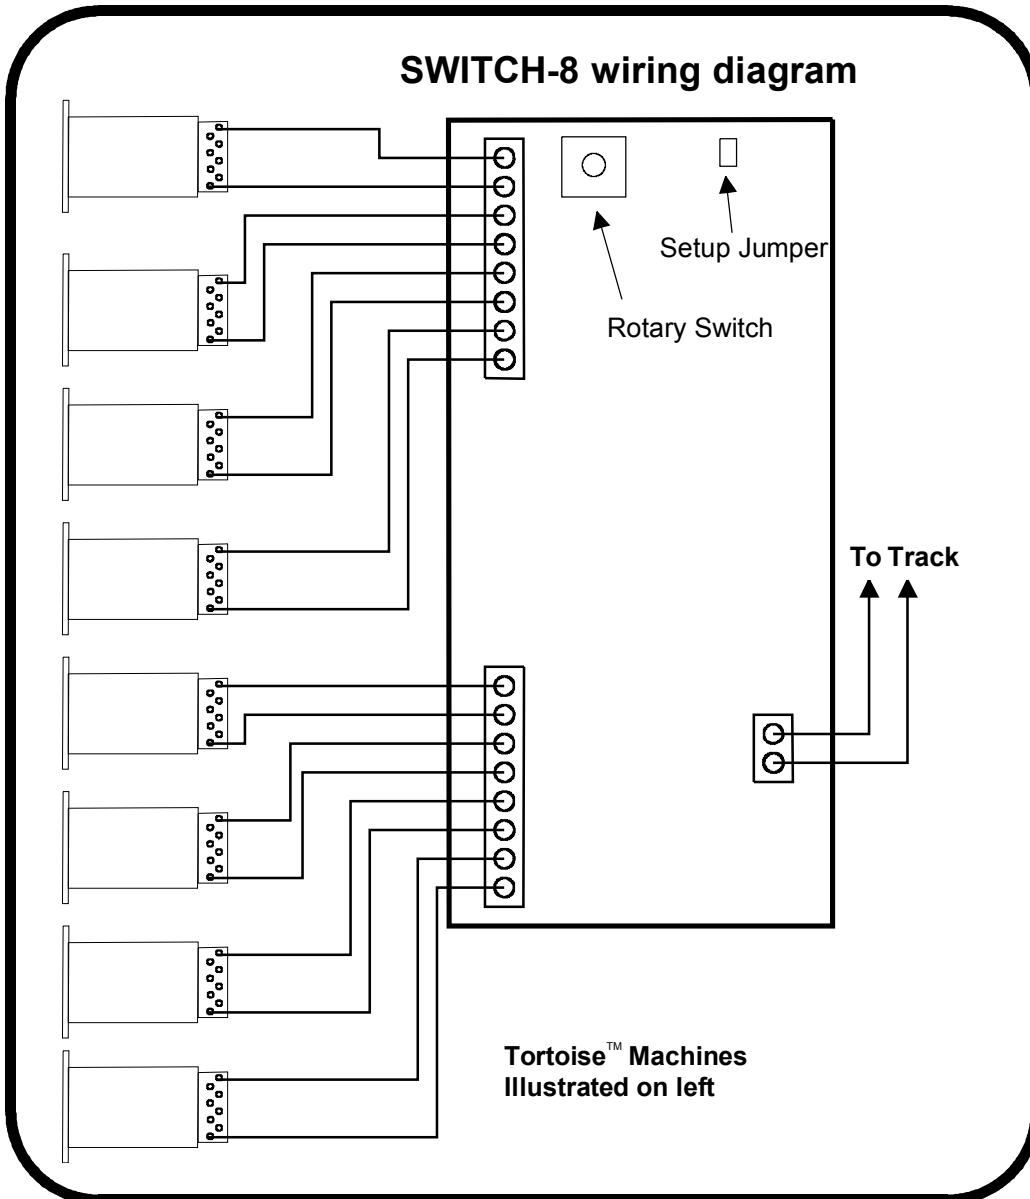 SWITCH-8 wiring diagram
Setup Jumper
Rotary Switch
To Track
Tortoise™ Machines
Illustrated on left